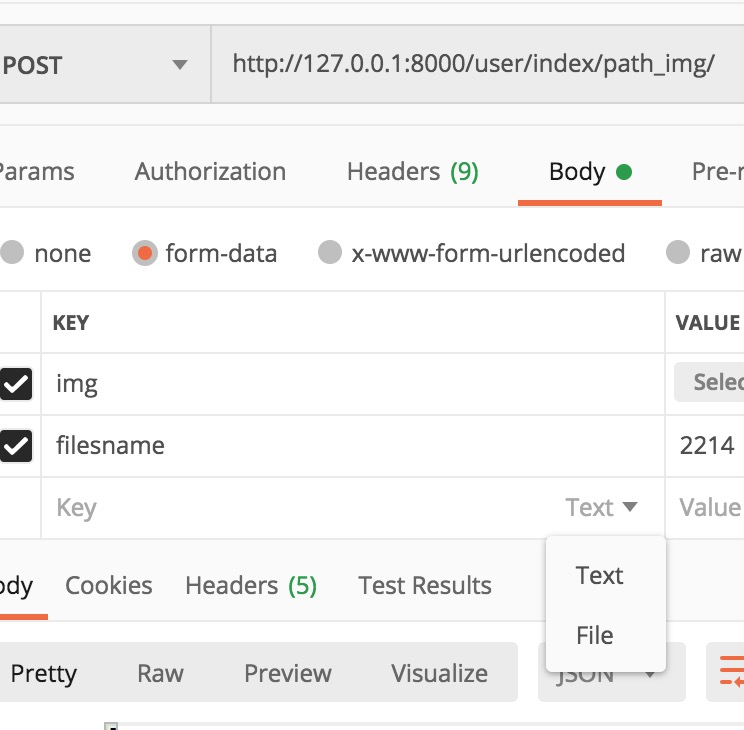 POST http://127.0.0.1:8000/user/index/path_img/
Params Authorization Headers (9) Body Pre-r
none form-data x-www-form-urlencoded raw
KEY VALUE
img Selec
filesname 2214
Key Text Value
Text
File
ody Cookies Headers (5) Test Results
Pretty Raw Preview Visualize JSON